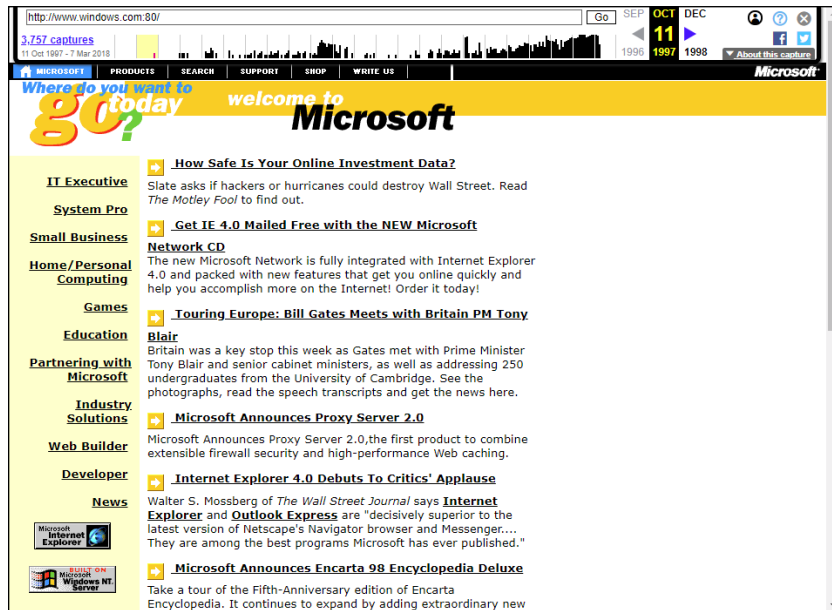 http://www.windows.com:80/
Go
SEP OCT DEC
3,757 captures
11 Oct 1997 - 7 Mar 2018
11
1996 1997 1998
About this capture
MICROSOFT PRODUCTS SEARCH SUPPORT SHOP WRITE US
Microsoft
Where do you want to
go today?
welcome to
Microsoft
IT Executive
System Pro
Small Business
Home/Personal
Computing
Games
Education
Partnering with
Microsoft
Industry
Solutions
Web Builder
Developer
News
Microsoft
Internet
Explorer
BUILT ON
Microsoft
Windows NT.
Server
How Safe Is Your Online Investment Data?
Slate asks if hackers or hurricanes could destroy Wall Street. Read
The Motley Fool to find out.
Get IE 4.0 Mailed Free with the NEW Microsoft
Network CD
The new Microsoft Network is fully integrated with Internet Explorer
4.0 and packed with new features that get you online quickly and
help you accomplish more on the Internet! Order it today!
Touring Europe: Bill Gates Meets with Britain PM Tony
Blair
Britain was a key stop this week as Gates met with Prime Minister
Tony Blair and senior cabinet ministers, as well as addressing 250
undergraduates from the University of Cambridge. See the
photographs, read the speech transcripts and get the news here.
Microsoft Announces Proxy Server 2.0
Microsoft Announces Proxy Server 2.0,the first product to combine
extensible firewall security and high-performance Web caching.
Internet Explorer 4.0 Debuts To Critics' Applause
Walter S. Mossberg of The Wall Street Journal says Internet
Explorer and Outlook Express are "decisively superior to the
latest version of Netscape's Navigator browser and Messenger....
They are among the best programs Microsoft has ever published."
Microsoft Announces Encarta 98 Encyclopedia Deluxe
Take a tour of the Fifth-Anniversary edition of Encarta
Encyclopedia. It continues to expand by adding extraordinary new